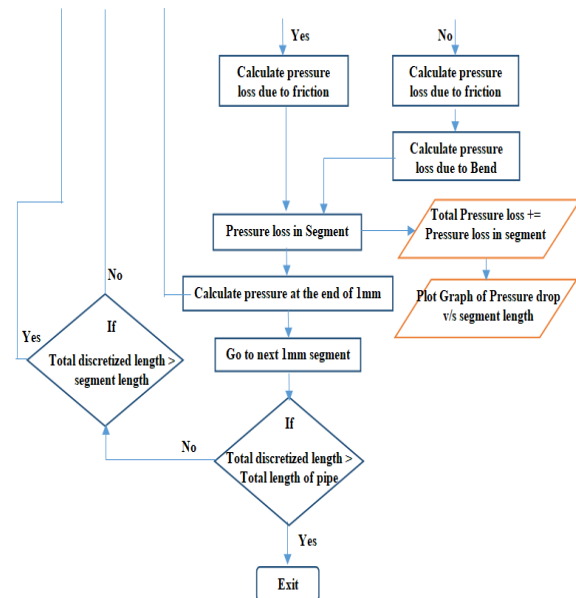 Yes
No
Calculate pressure
loss due to friction
Calculate pressure
loss due to friction
Calculate pressure
loss due to Bend
Total Pressure loss +=
Pressure loss in segment
Pressure loss in Segment
No
Calculate pressure at the end of 1mm
Plot Graph of Pressure drop
v/s segment length
If
Yes
Total discretized length >
segment length
Go to next 1mm segment
If
No
Total discretized length >
Total length of pipe
Yes
Exit